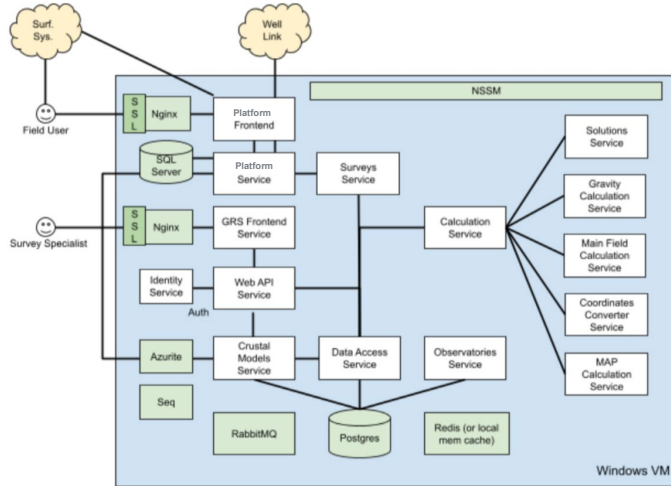 Surf.
Sys.
Well
Link
NSSM
S
S
L
Nginx
Platform
Frontend
Field User
Solutions
Service
SQL
Server
Platform
Service
Surveys
Service
Gravity
Calculation
Service
S
S
L
Nginx
GRS Frontend
Service
Calculation
Service
Survey Specialist
Main Field
Calculation
Service
Identity
Service
Web API
Service
Auth
Coordinates
Converter
Service
Azurite
Crustal
Models
Service
Data Access
Service
Observatories
Service
MAP
Calculation
Service
Seq
RabbitMQ
Postgres
Redis (or local
mem cache)
Windows VM